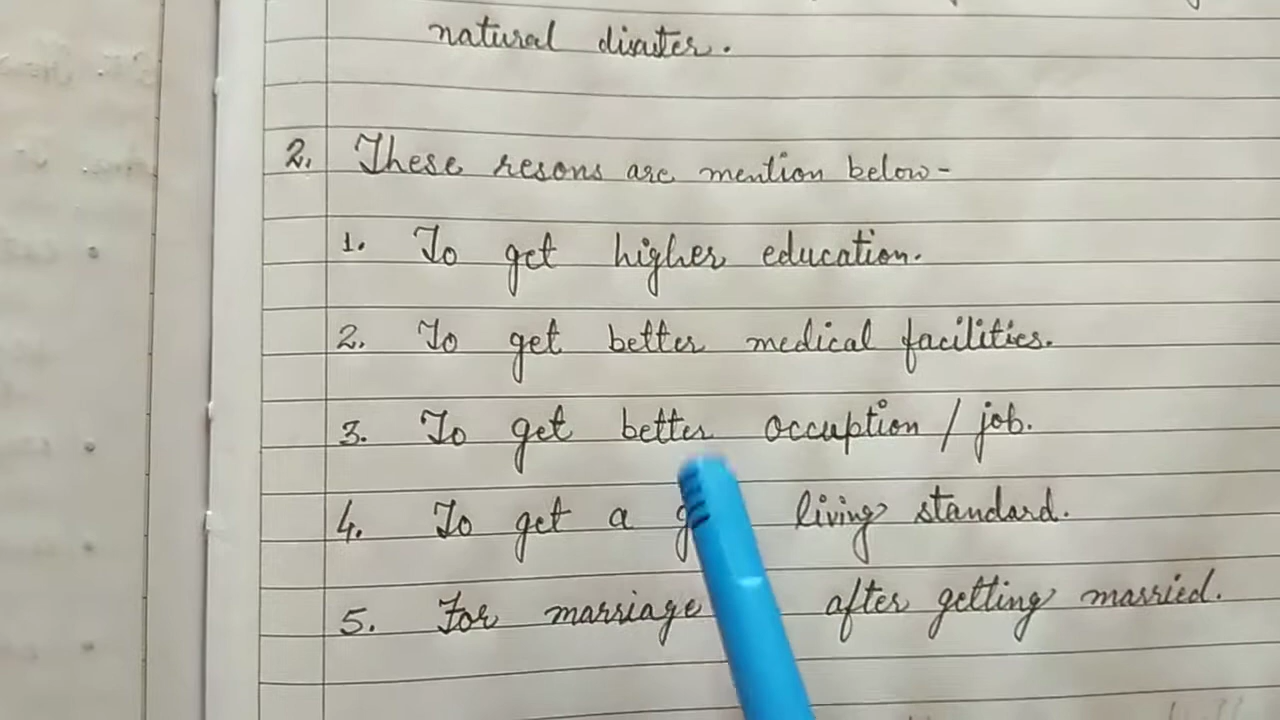 natural disaster.
2. These resons are mention below-
1. To get higher education.
2. To get better medical facilities.
3. To get better occuption / job.
4. To get a living standard.
5. For marriage after getting married.